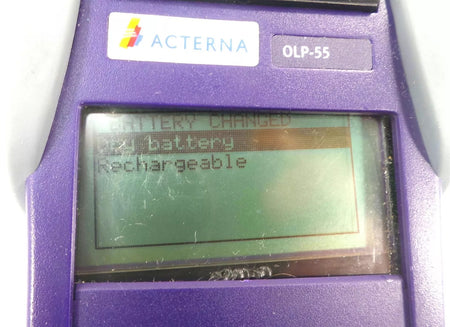 ACTERNA
OLP-55
BATTERY CHANGED
Dry battery
Rechargeable